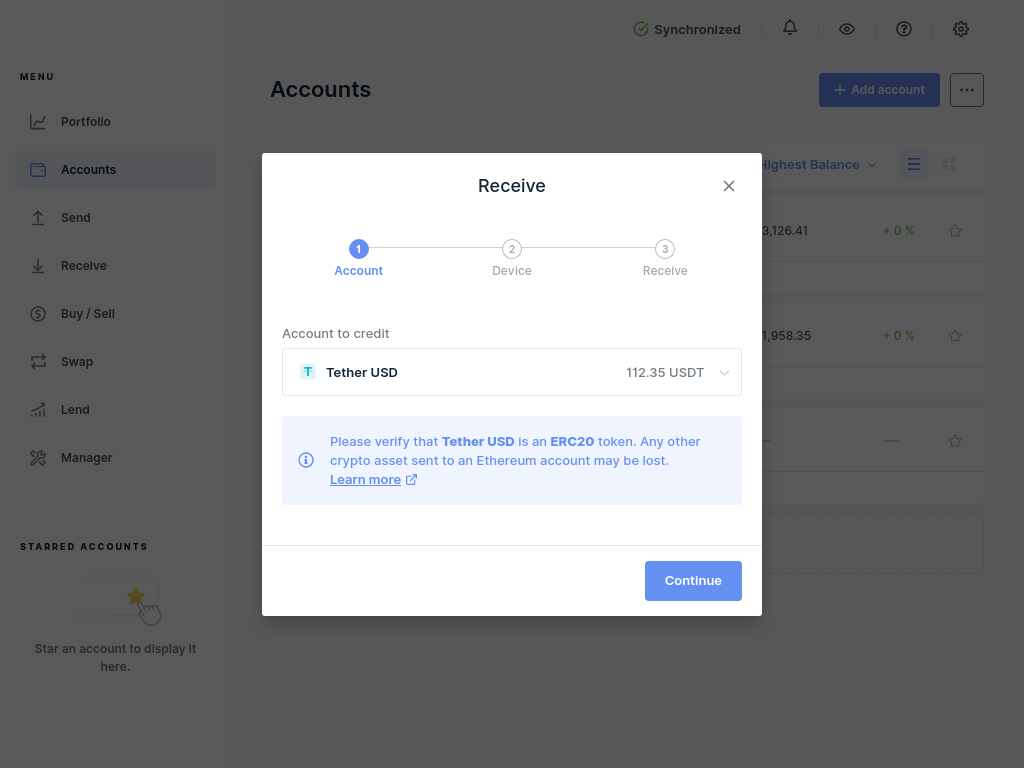 Synchronized
MENU
Portfolio
Accounts
Send
Receive
Buy / Sell
Swap
Lend
Manager
STARRED ACCOUNTS
Star an account to display it
here.
Accounts
+ Add account
Highest Balance
3,126.41
+ 0 %
1,958.35
+ 0 %
—
Receive
1
2
3
Account
Device
Receive
Account to credit
T
Tether USD
112.35 USDT
Please verify that Tether USD is an ERC20 token. Any other
crypto asset sent to an Ethereum account may be lost.
Learn more
Continue